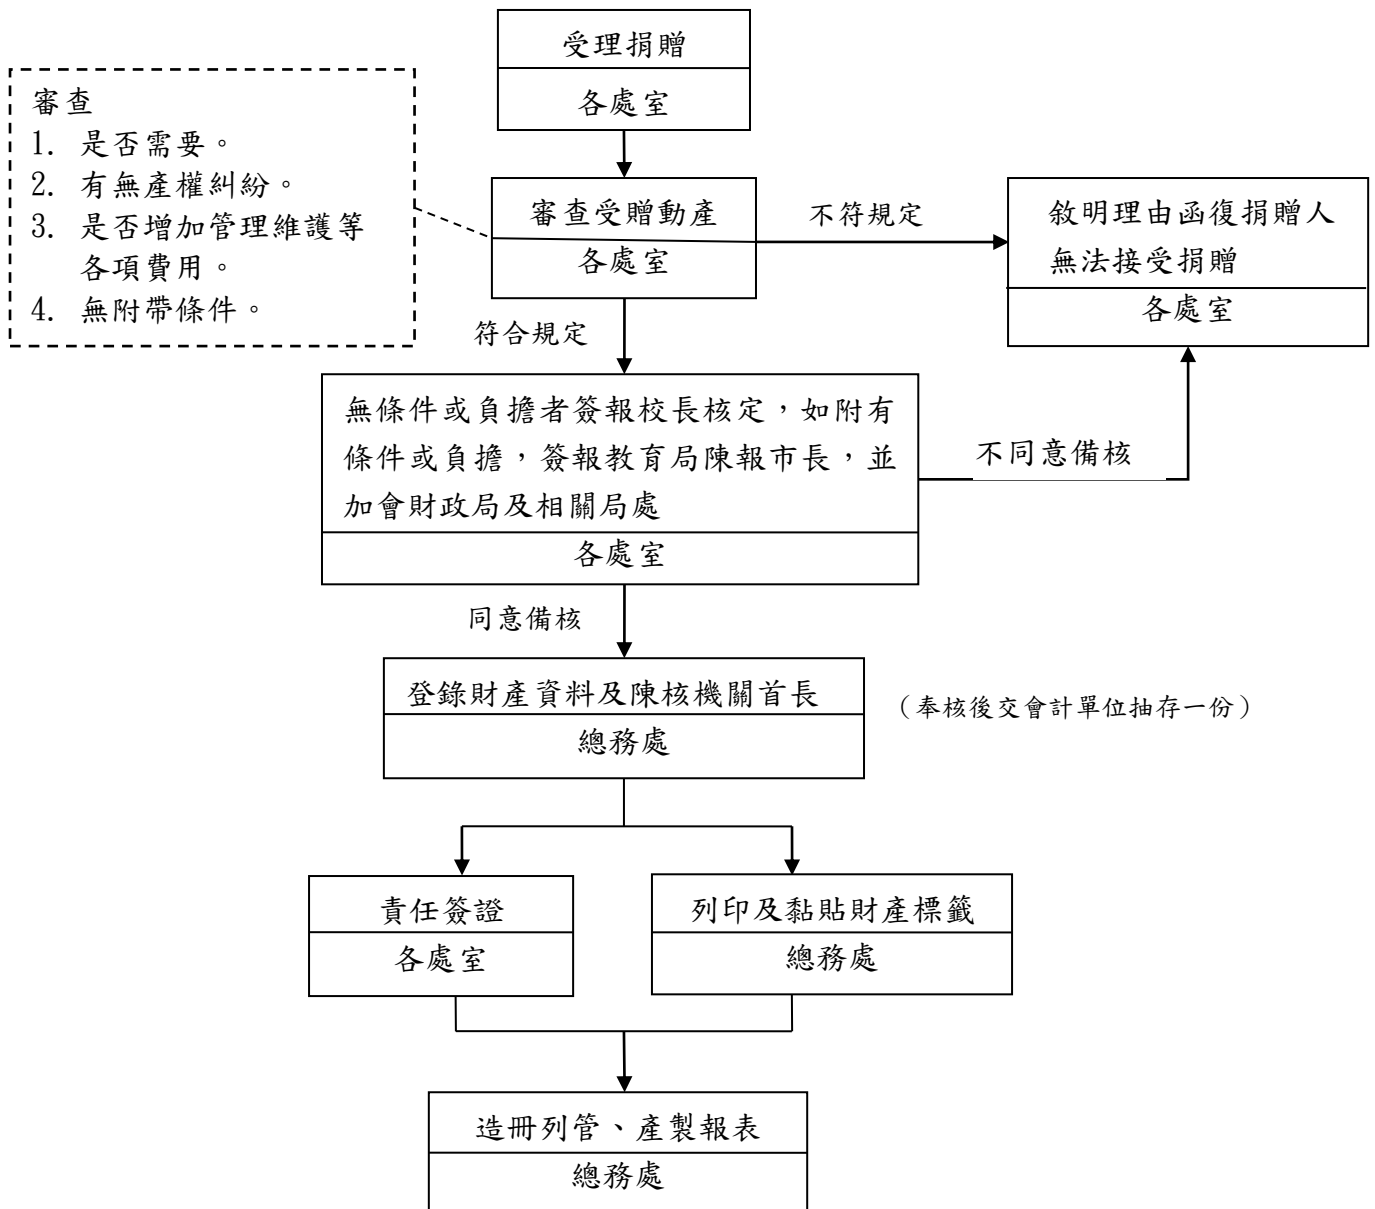 受理捐贈
各處室
審查
1. 是否需要。
2. 有無產權糾紛。
3. 是否增加管理維護等
各項費用。
4. 無附帶條件。
審查受贈動產
各處室
不符規定
敘明理由函復捐贈人
無法接受捐贈
各處室
符合規定
無條件或負擔者簽報校長核定，如附有
條件或負擔，簽報教育局陳報市長，並
加會財政局及相關局處
各處室
不同意備核
同意備核
登錄財產資料及陳核機關首長
總務處
（奉核後交會計單位抽存一份）
責任簽證
各處室
列印及黏貼財產標籤
總務處
造冊列管、產製報表
總務處